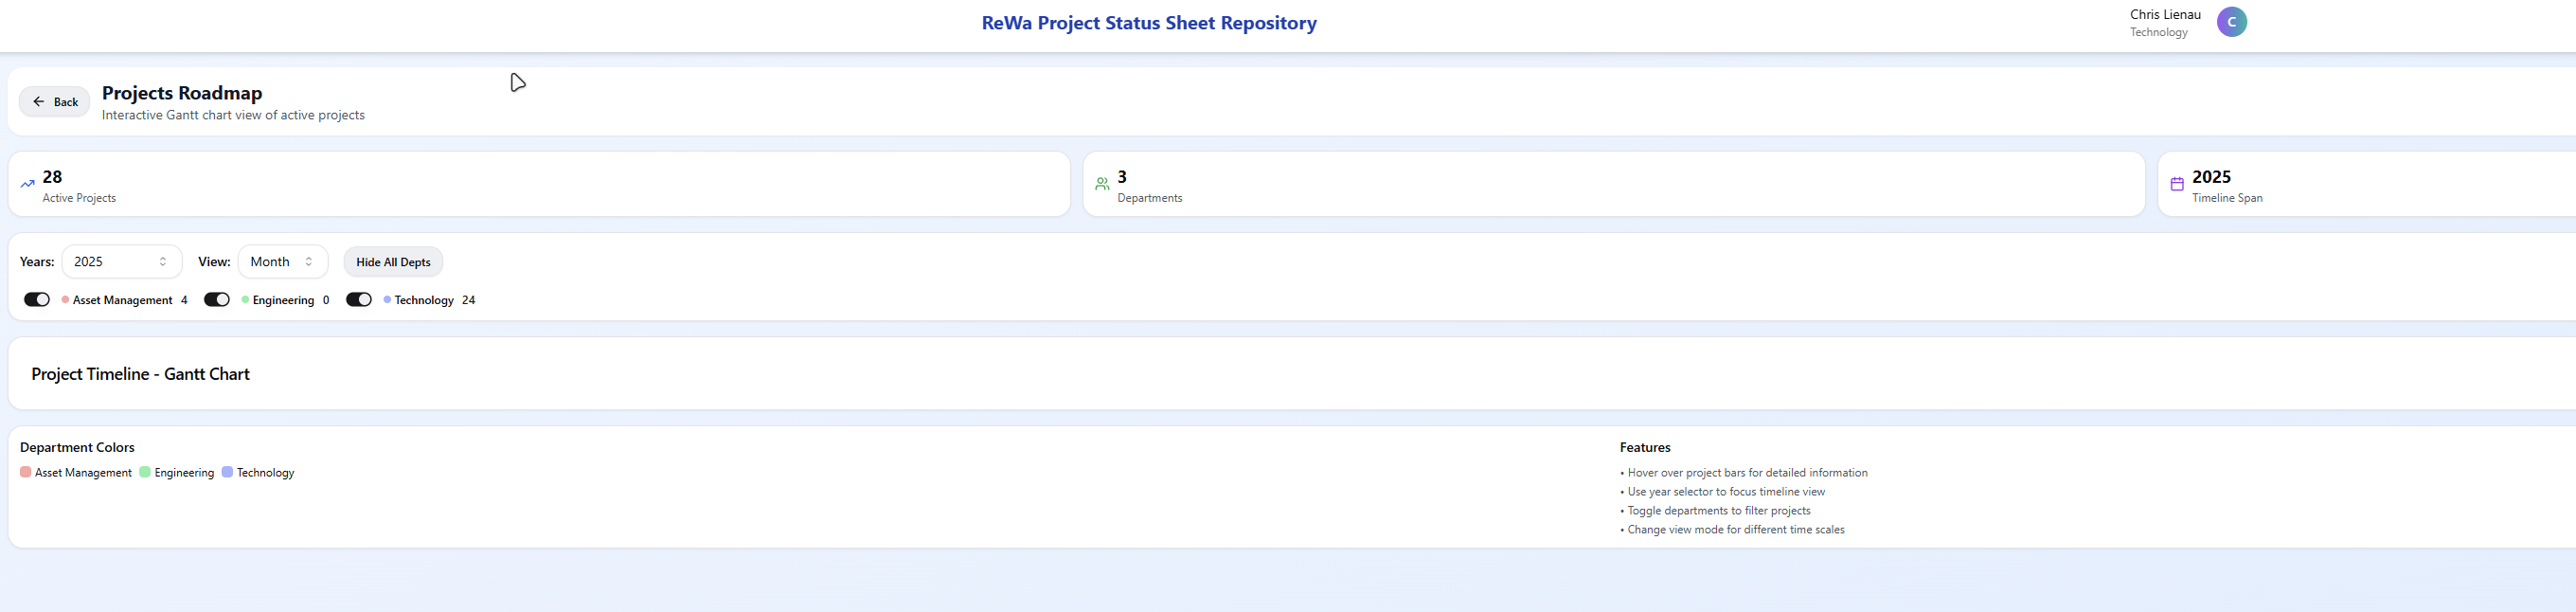 ReWa Project Status Sheet Repository
Chris Lienau
Technology
C
Back
Projects Roadmap
Interactive Gantt chart view of active projects
28
Active Projects
3
Departments
2025
Timeline Span
Years: 2025 View: Month Hide All Depts
Asset Management 4 Engineering 0 Technology 24
Project Timeline - Gantt Chart
Department Colors
Asset Management Engineering Technology
Features
• Hover over project bars for detailed information
• Use year selector to focus timeline view
• Toggle departments to filter projects
• Change view mode for different time scales